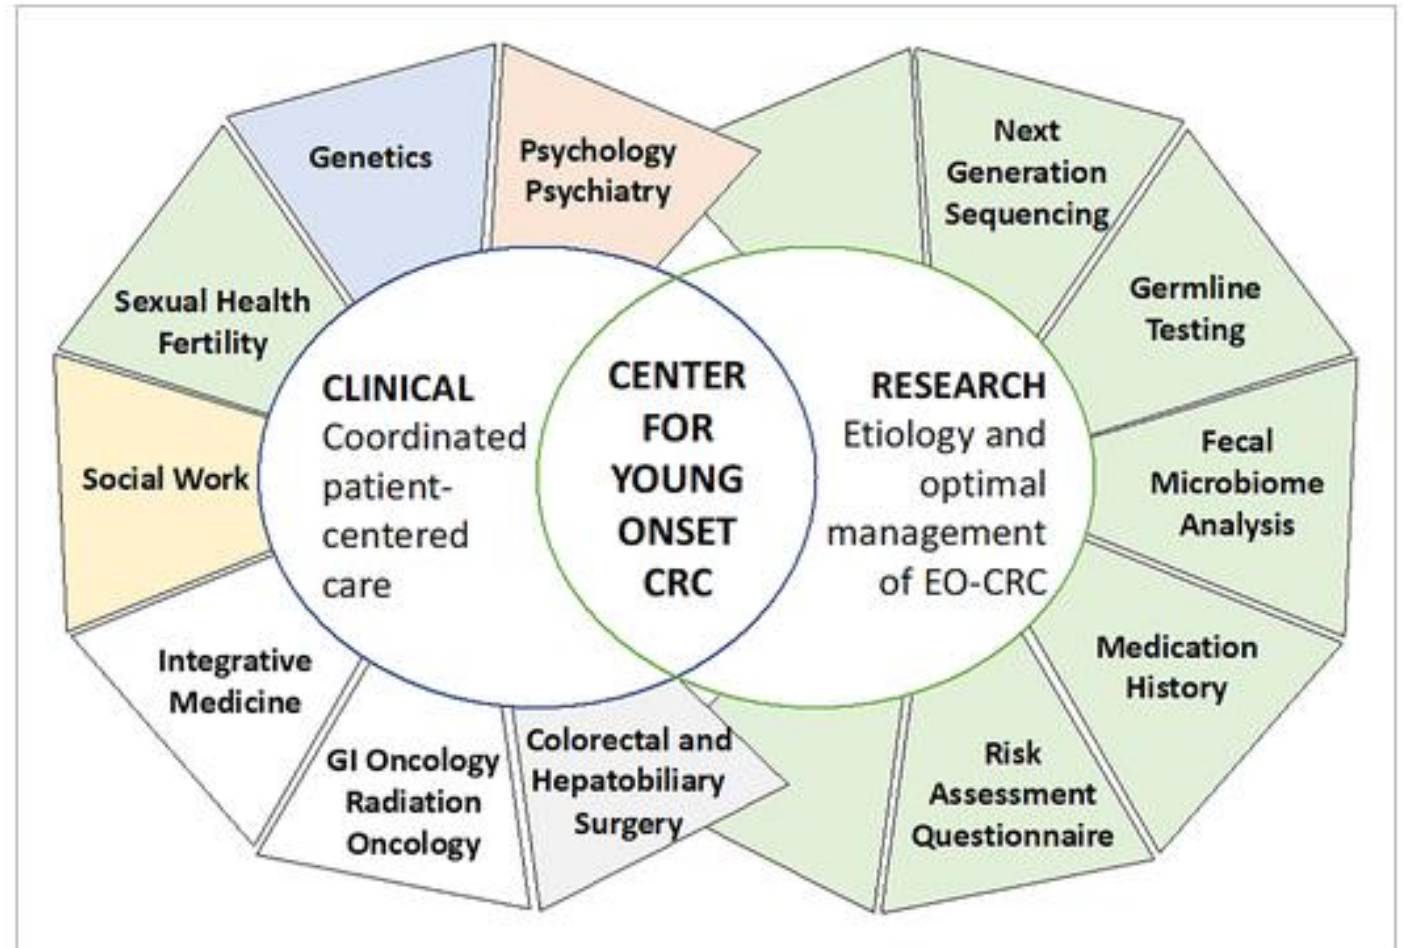 Genetics
Psychology
Psychiatry
Next
Generation
Sequencing
Sexual Health
Fertility
Germline
Testing
Social Work
CLINICAL
Coordinated
patient-
centered
care
CENTER
FOR
YOUNG
ONSET
CRC
RESEARCH
Etiology and
optimal
management
of EO-CRC
Fecal
Microbiome
Analysis
Integrative
Medicine
Medication
History
GI Oncology
Radiation
Oncology
Colorectal and
Hepatobiliary
Surgery
Risk
Assessment
Questionnaire